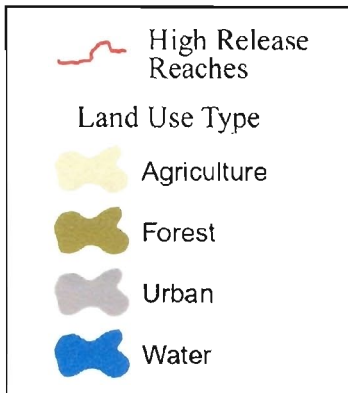 High Release
Reaches
Land Use Type
Agriculture
Forest
Urban
Water